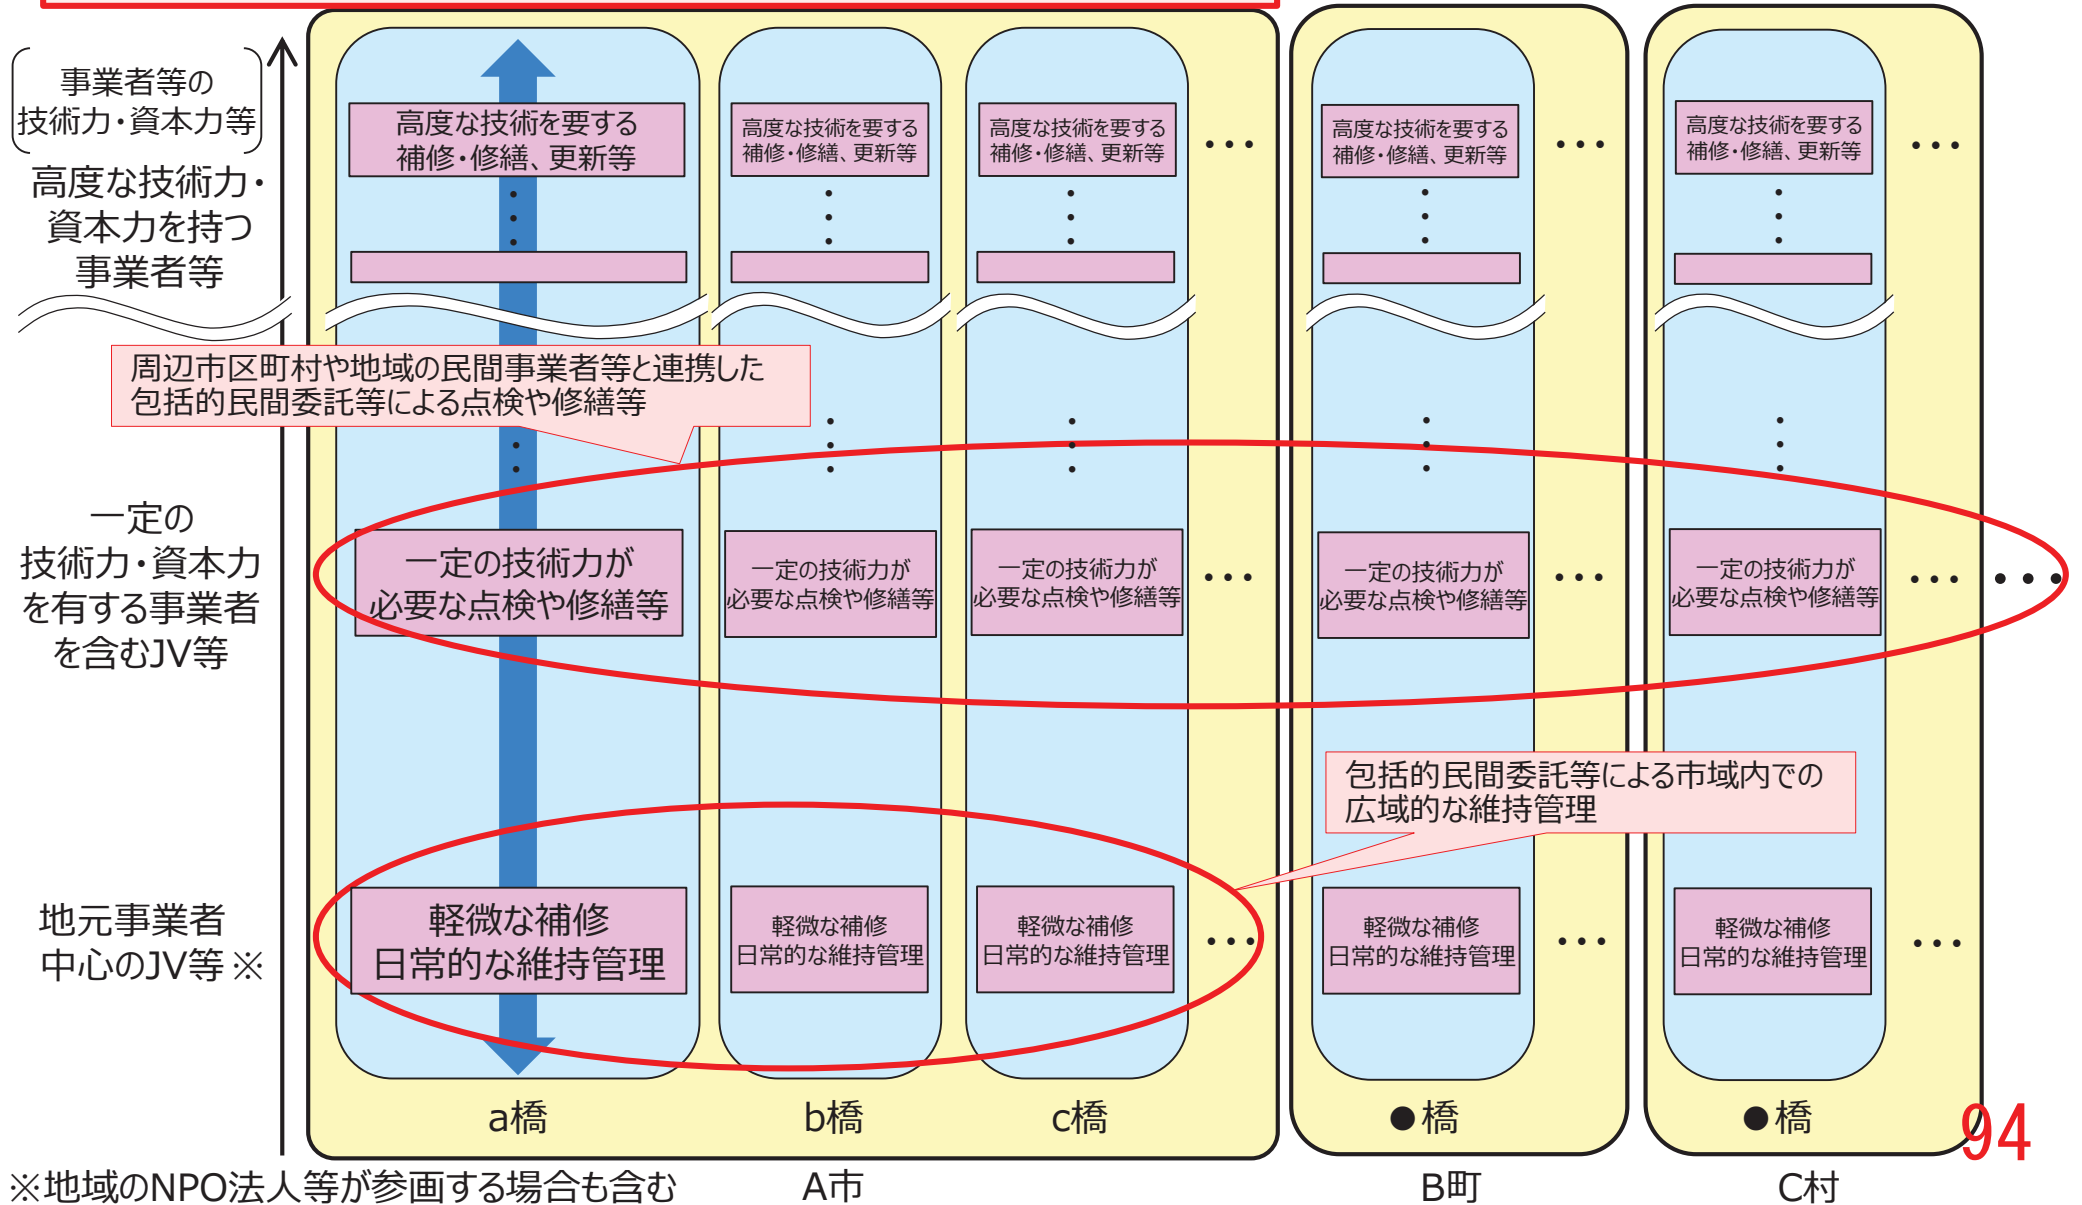 事業者等の
技術力・資本力等
高度な技術力・
資本力を持つ
事業者等
高度な技術を要する
補修・修繕、更新等
高度な技術を要する
補修・修繕、更新等
高度な技術を要する
補修・修繕、更新等
…
高度な技術を要する
補修・修繕、更新等
…
高度な技術を要する
補修・修繕、更新等
…
周辺市区町村や地域の民間事業者等と連携した
包括的民間委託等による点検や修繕等
一定の
技術力・資本力
を有する事業者
を含むJV等
一定の技術力が
必要な点検や修繕等
一定の技術力が
必要な点検や修繕等
一定の技術力が
必要な点検や修繕等
…
一定の技術力が
必要な点検や修繕等
…
一定の技術力が
必要な点検や修繕等
… …
包括的民間委託等による市域内での
広域的な維持管理
地元事業者
中心のJV等※
軽微な補修
日常的な維持管理
軽微な補修
日常的な維持管理
軽微な補修
日常的な維持管理
…
軽微な補修
日常的な維持管理
…
軽微な補修
日常的な維持管理
…
a橋
b橋
c橋
●橋
●橋
94
※地域のNPO法人等が参画する場合も含む
A市
B町
C村